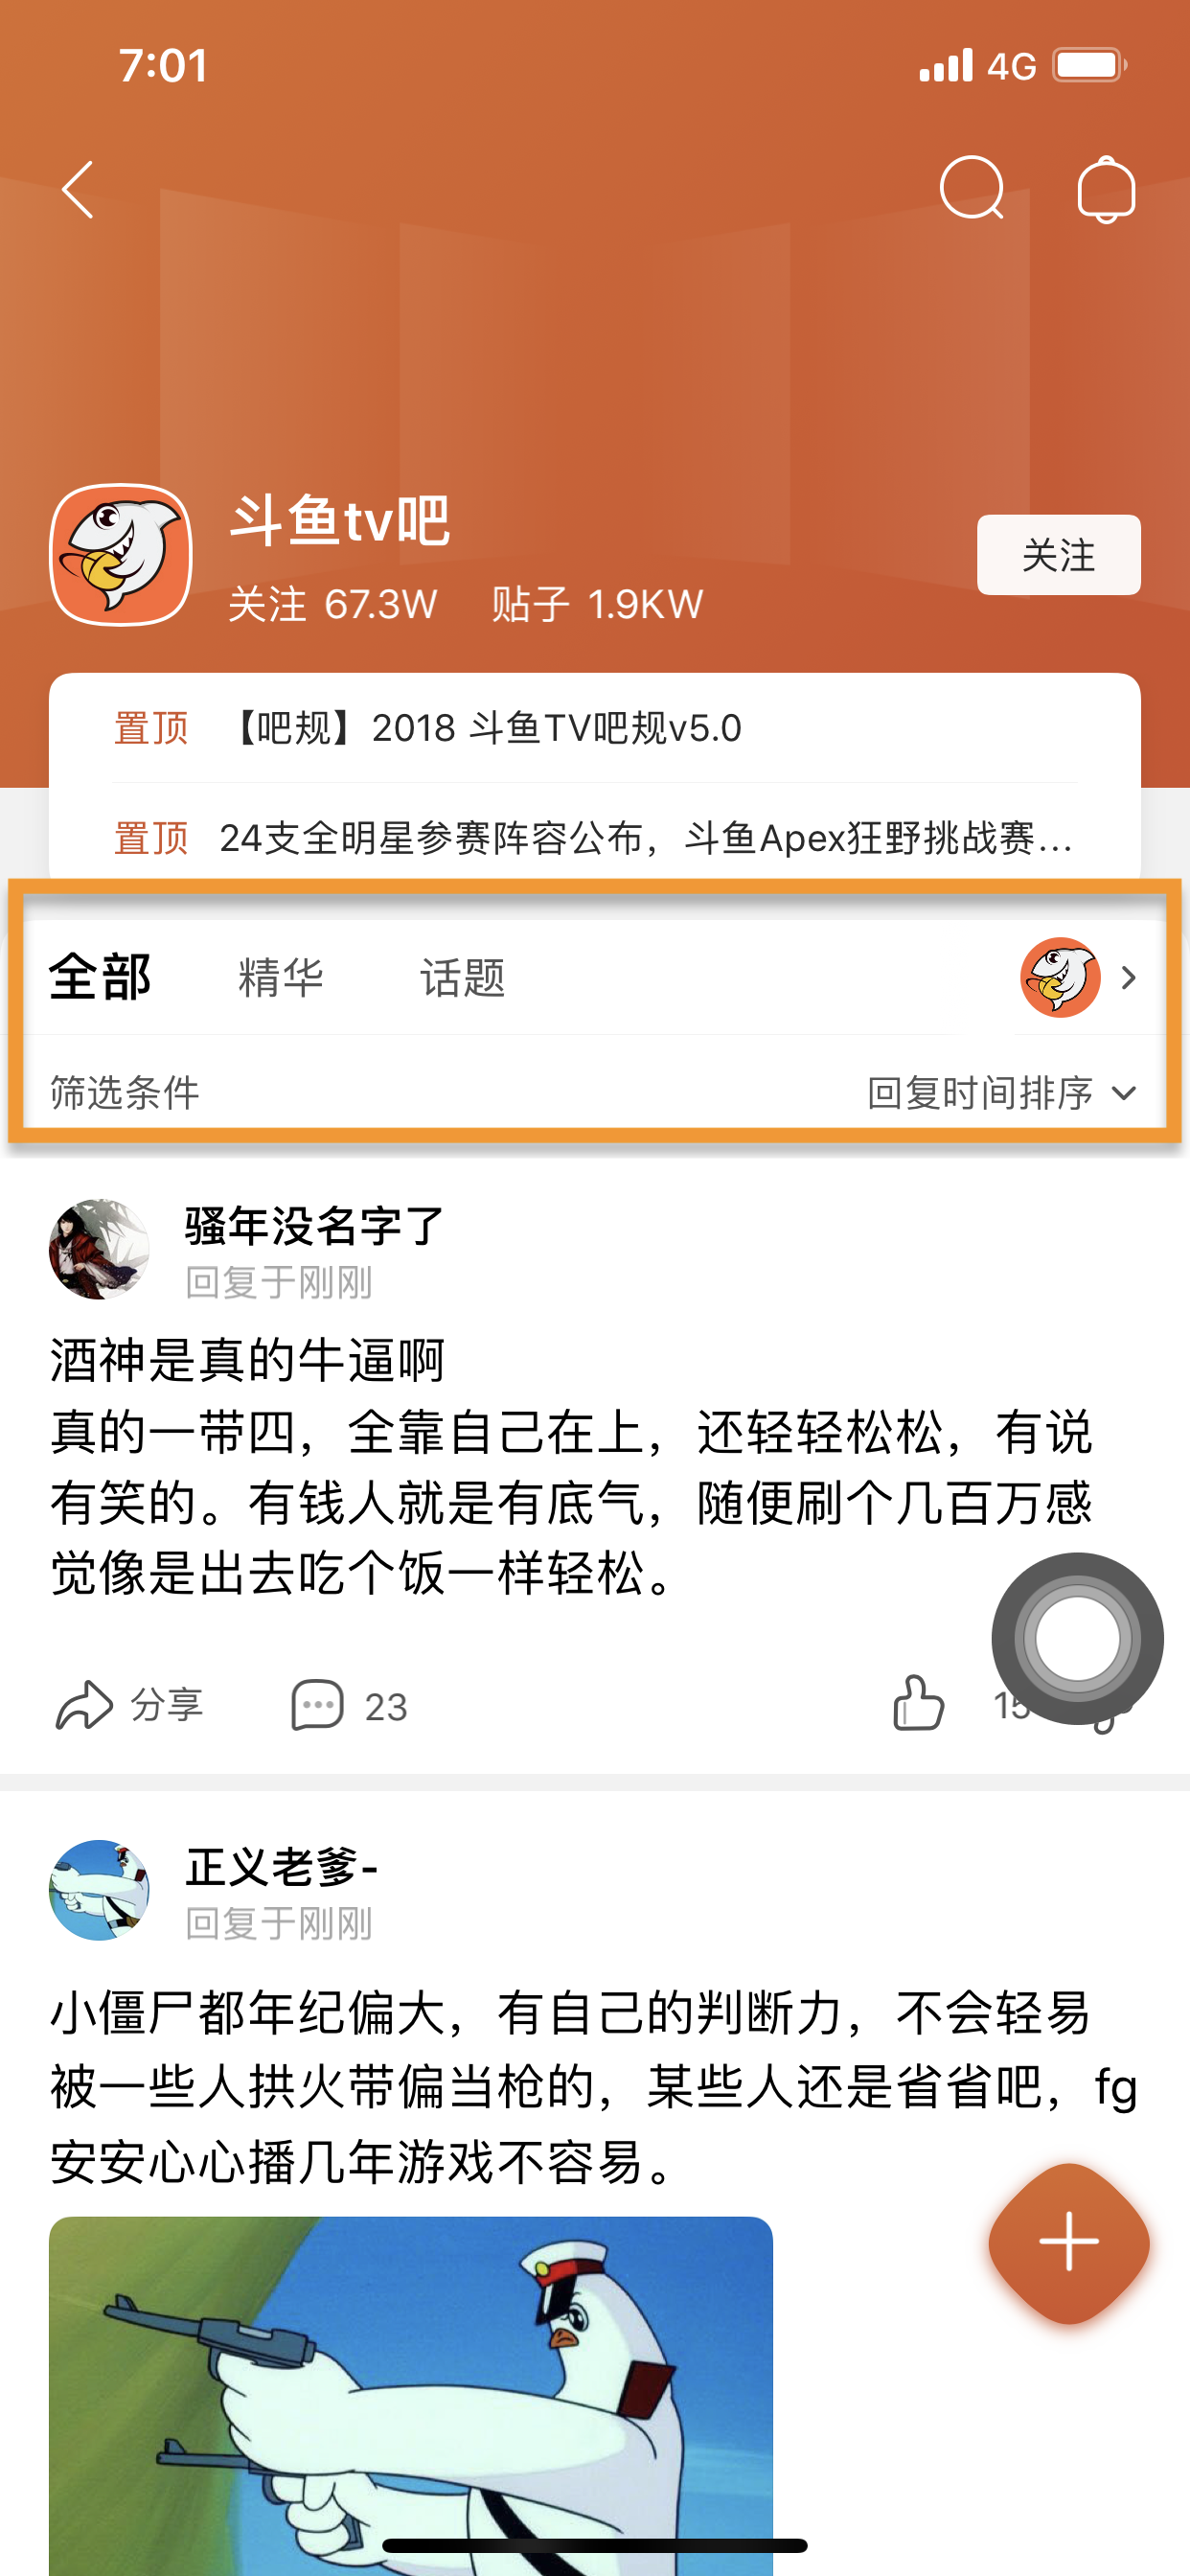 7:01
4G
斗鱼tv吧
关注 67.3W 贴子 1.9KW
关注
置顶 【吧规】2018 斗鱼TV吧规v5.0
置顶 24支全明星参赛阵容公布，斗鱼Apex狂野挑战赛...
全部 精华 话题
筛选条件 回复时间排序
骚年没名字了
回复于刚刚
酒神是真的牛逼啊
真的一带四，全靠自己在上，还轻轻松松，有说
有笑的。有钱人就是有底气，随便刷个几百万感
觉像是出去吃个饭一样轻松。
分享 23
正义老爹-
回复于刚刚
小僵尸都年纪偏大，有自己的判断力，不会轻易
被一些人拱火带偏当枪的，某些人还是省省吧，fg
安安心心播几年游戏不容易。